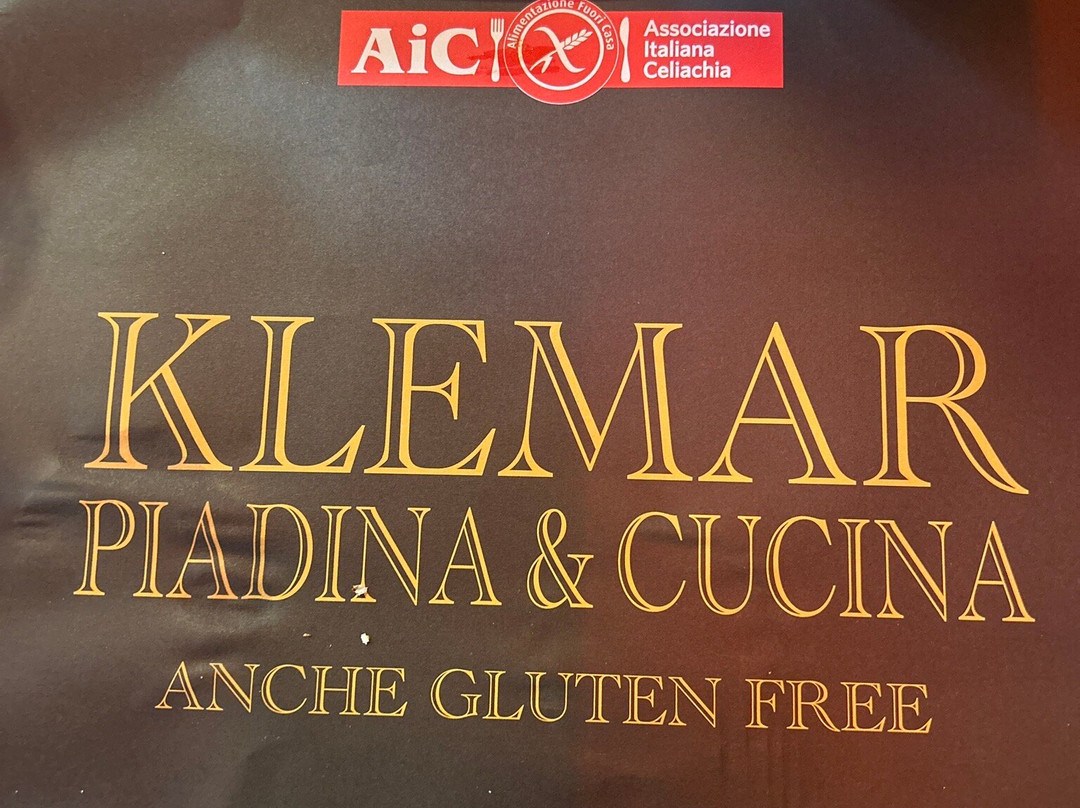 AiC
Alimentazione Fuori Casa
Associazione
Italiana
Celiachia
KLEMAR
PIADINA & CUCINA
ANCHE GLUTEN FREE